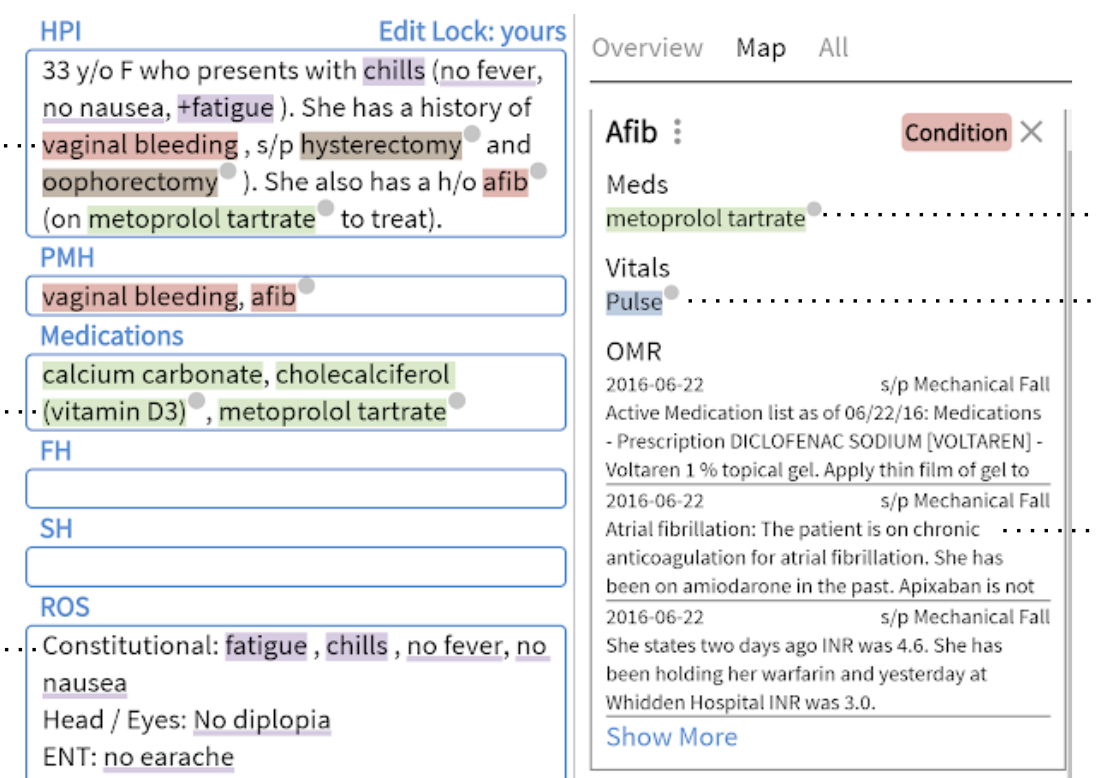 HPI
Edit Lock: yours
33 y/o F who presents with chills (no fever,
no nausea, +fatigue ). She has a history of
vaginal bleeding , s/p hysterectomy and
oophorectomy ). She also has a h/o afib
(on metoprolol tartrate to treat).
PMH
vaginal bleeding, afib
Medications
calcium carbonate, cholecalciferol
(vitamin D3) , metoprolol tartrate
FH
SH
ROS
Constitutional: fatigue , chills , no fever, no
nausea
Head / Eyes: No diplopia
ENT: no earache
Overview Map All
Afib
Condition
Meds
metoprolol tartrate
Vitals
Pulse
OMR
2016-06-22 s/p Mechanical Fall
Active Medication list as of 06/22/16: Medications
- Prescription DICLOFENAC SODIUM [VOLTAREN] -
Voltaren 1 % topical gel. Apply thin film of gel to
2016-06-22 s/p Mechanical Fall
Atrial fibrillation: The patient is on chronic
anticoagulation for atrial fibrillation. She has
been on amiodarone in the past. Apixaban is not
2016-06-22 s/p Mechanical Fall
She states two days ago INR was 4.6. She has
been holding her warfarin and yesterday at
Whidden Hospital INR was 3.0.
Show More